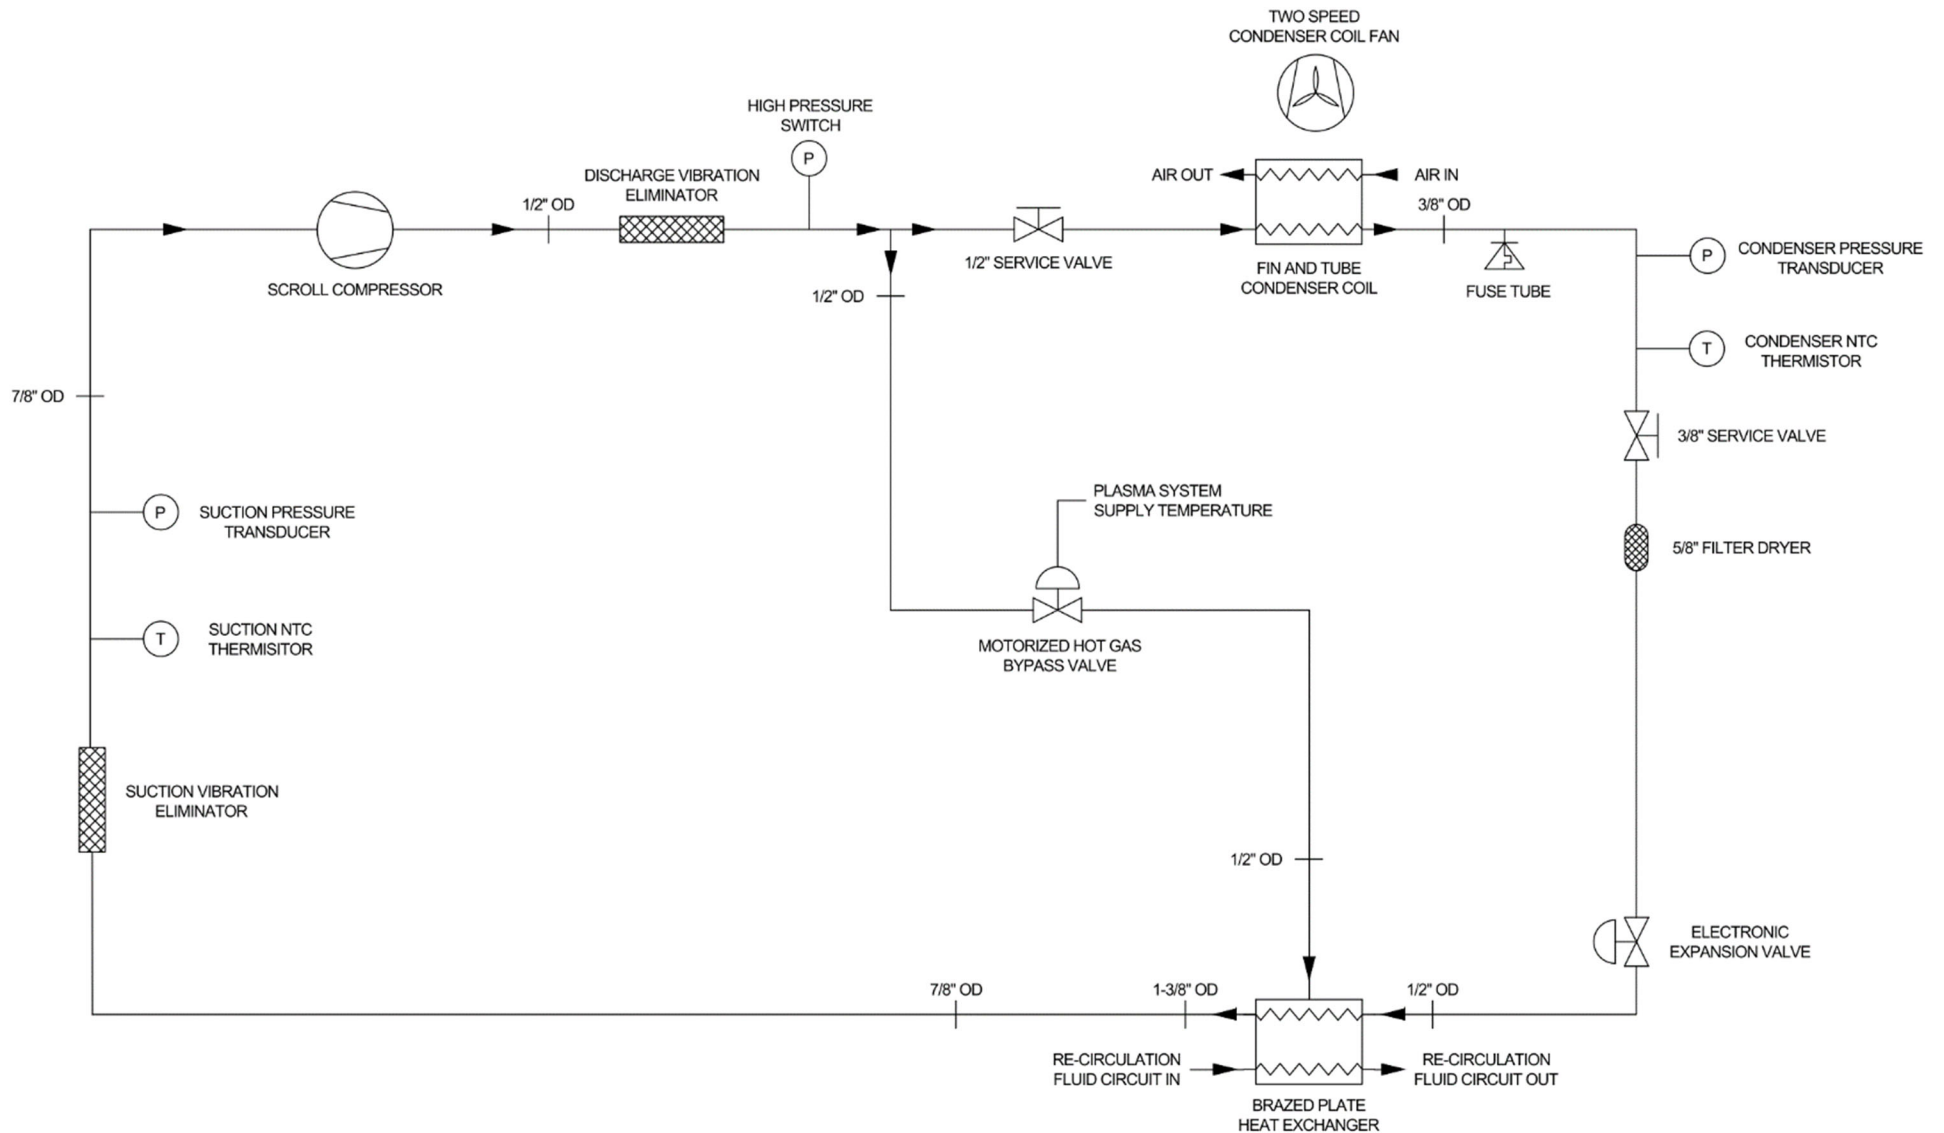 TWO SPEED
CONDENSER COIL FAN
HIGH PRESSURE
SWITCH
P
DISCHARGE VIBRATION
ELIMINATOR
1/2" OD
AIR OUT
AIR IN
3/8" OD
SCROLL COMPRESSOR
1/2" SERVICE VALVE
FIN AND TUBE
CONDENSER COIL
FUSE TUBE
P
CONDENSER PRESSURE
TRANSDUCER
1/2" OD
T
CONDENSER NTC
THERMISTOR
7/8" OD
3/8" SERVICE VALVE
P
SUCTION PRESSURE
TRANSDUCER
PLASMA SYSTEM
SUPPLY TEMPERATURE
5/8" FILTER DRYER
T
SUCTION NTC
THERMISITOR
MOTORIZED HOT GAS
BYPASS VALVE
SUCTION VIBRATION
ELIMINATOR
1/2" OD
ELECTRONIC
EXPANSION VALVE
7/8" OD
1-3/8" OD
1/2" OD
RE-CIRCULATION
FLUID CIRCUIT IN
RE-CIRCULATION
FLUID CIRCUIT OUT
BRAZED PLATE
HEAT EXCHANGER